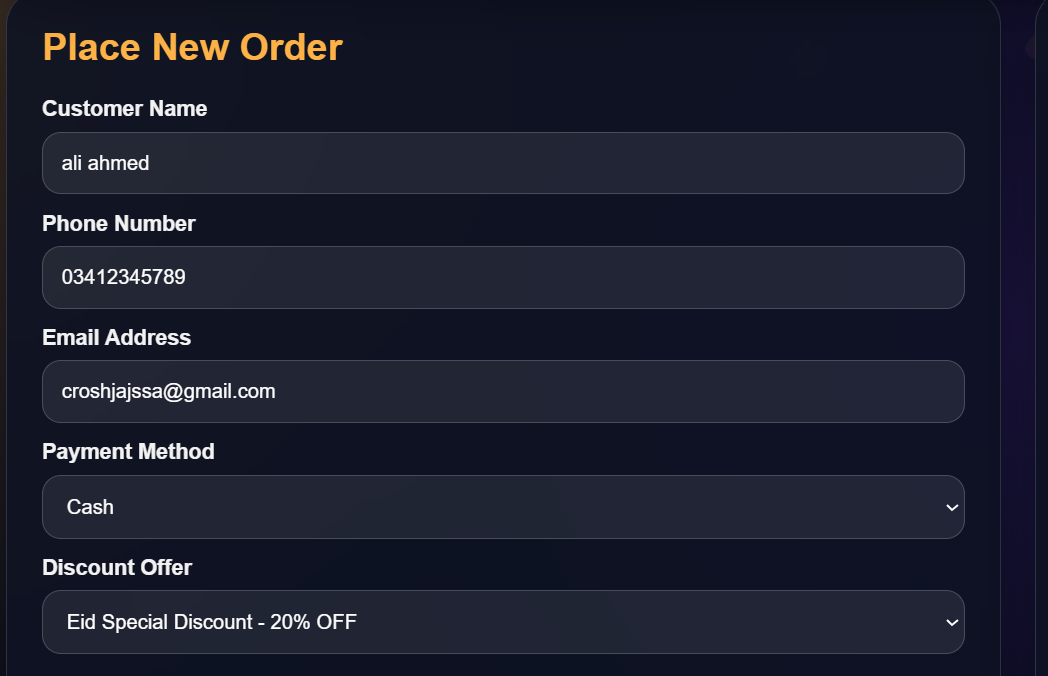 Place New Order
Customer Name
ali ahmed
Phone Number
03412345789
Email Address
croshjajssa@gmail.com
Payment Method
Cash
Discount Offer
Eid Special Discount - 20% OFF